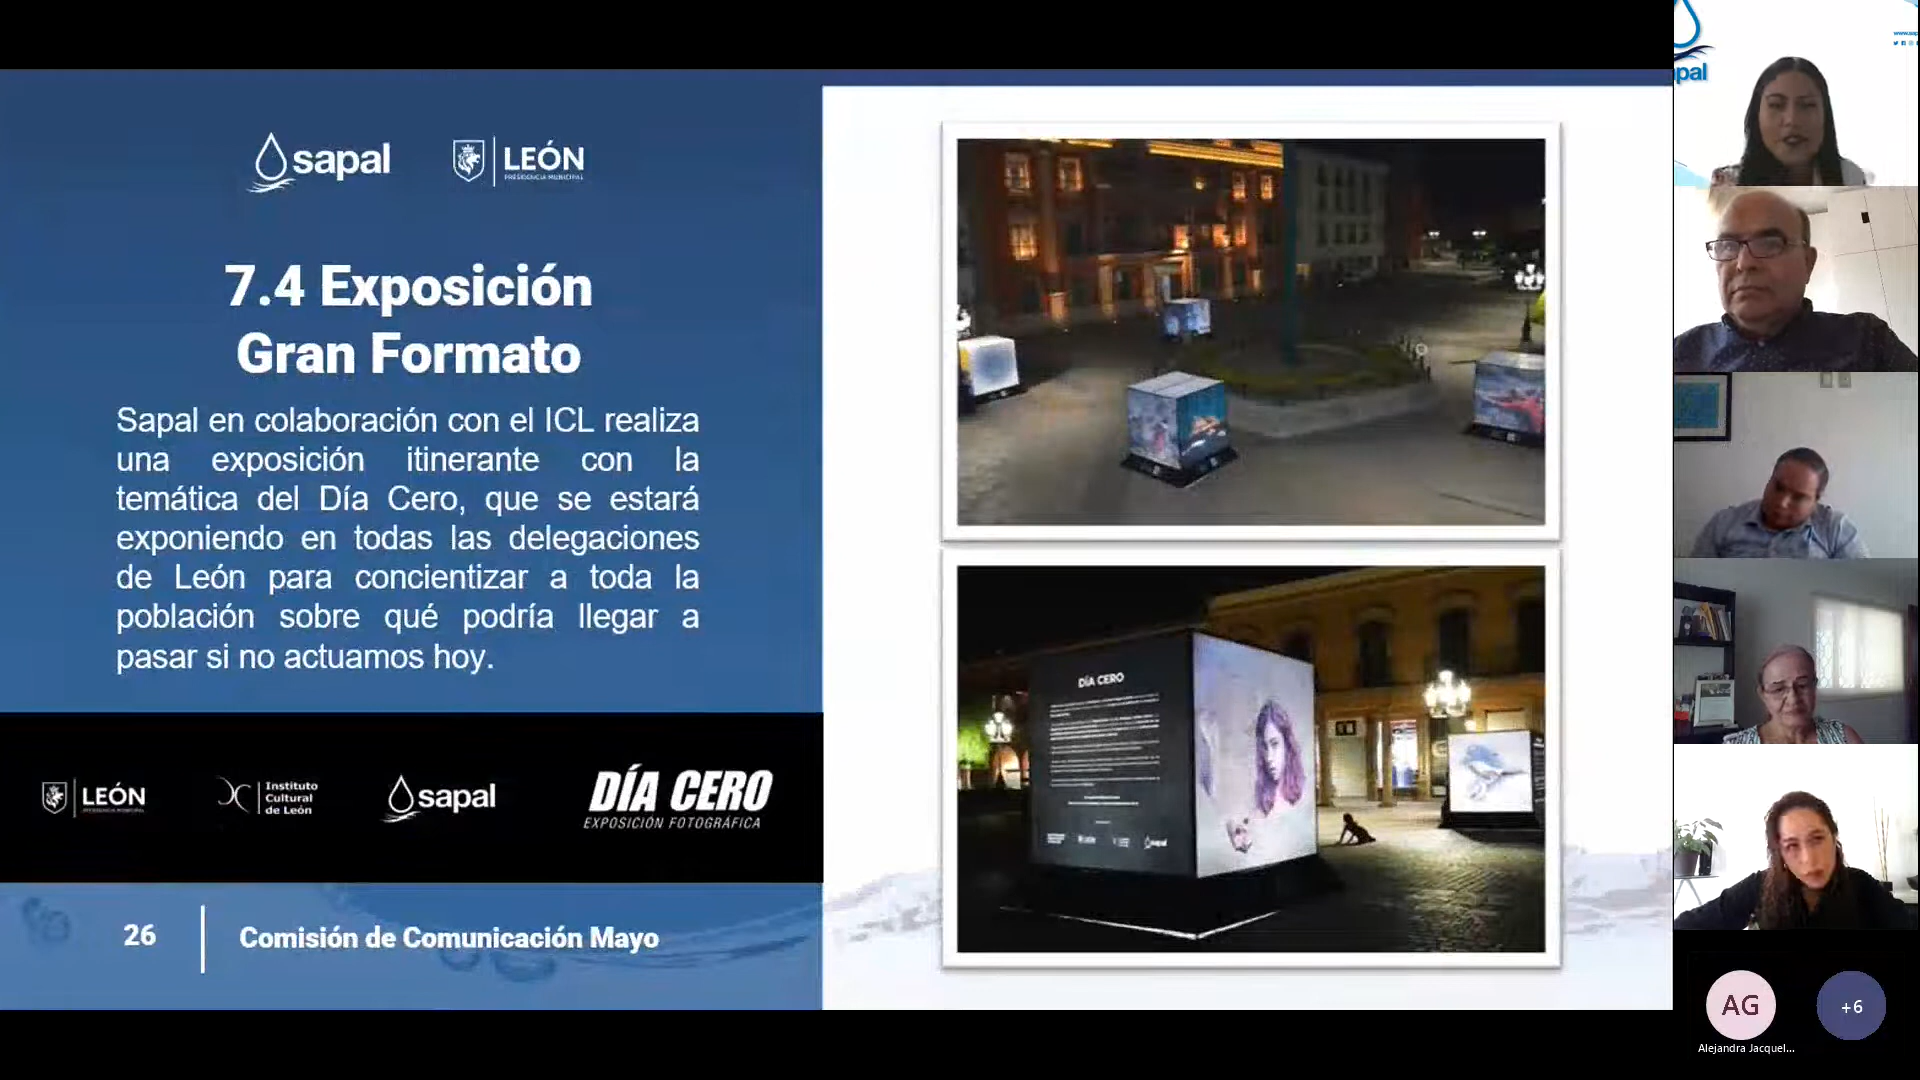 sapal
LEÓN
PRESIDENCIA MUNICIPAL
7.4 Exposición
Gran Formato
Sapal en colaboración con el ICL realiza
una exposición itinerante con la
temática del Día Cero, que se estará
exponiendo en todas las delegaciones
de León para concientizar a toda la
población sobre qué podría llegar a
pasar si no actuamos hoy.
LEÓN
PRESIDENCIA MUNICIPAL
Instituto
Cultural
de León
sapal
DÍA CERO
EXPOSICIÓN FOTOGRÁFICA
26
Comisión de Comunicación Mayo
DÍA CERO
sapal
pal
AG
+6
Alejandra Jacquel...